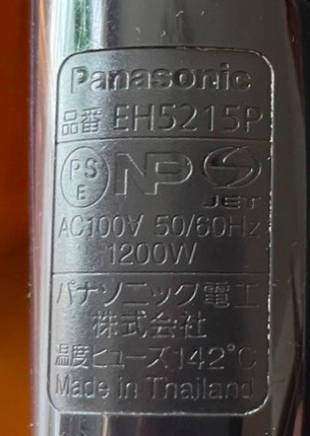 Panasonic
品番 EH5215P
PS
E
NP
JET
AC100V 50/60Hz
1200W
パナソニック電工
株式会社
温度ヒューズ142℃
Made in Thailand